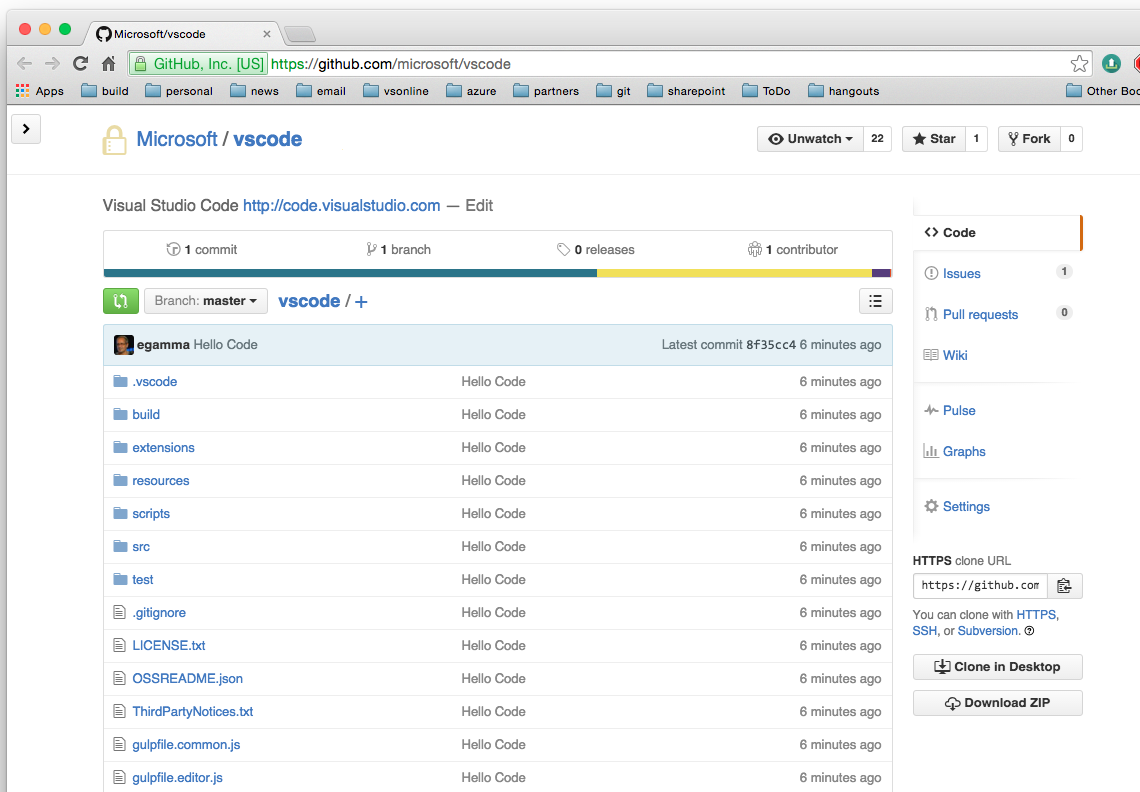 Microsoft/vscode
GitHub, Inc. [US] https://github.com/microsoft/vscode
Apps build personal news email vsonline azure partners git sharepoint ToDo hangouts Other Boo
Microsoft / vscode Unwatch 22 Star 1 Fork 0
Visual Studio Code http://code.visualstudio.com — Edit
1 commit 1 branch 0 releases 1 contributor
Branch: master vscode / +
egamma Hello Code Latest commit 8f35cc4 6 minutes ago
.vscode Hello Code 6 minutes ago
build Hello Code 6 minutes ago
extensions Hello Code 6 minutes ago
resources Hello Code 6 minutes ago
scripts Hello Code 6 minutes ago
src Hello Code 6 minutes ago
test Hello Code 6 minutes ago
.gitignore Hello Code 6 minutes ago
LICENSE.txt Hello Code 6 minutes ago
OSSREADME.json Hello Code 6 minutes ago
ThirdPartyNotices.txt Hello Code 6 minutes ago
gulpfile.common.js Hello Code 6 minutes ago
gulpfile.editor.js Hello Code 6 minutes ago
Code
Issues 1
Pull requests 0
Wiki
Pulse
Graphs
Settings
HTTPS clone URL
https://github.com
You can clone with HTTPS,
SSH, or Subversion.
Clone in Desktop
Download ZIP